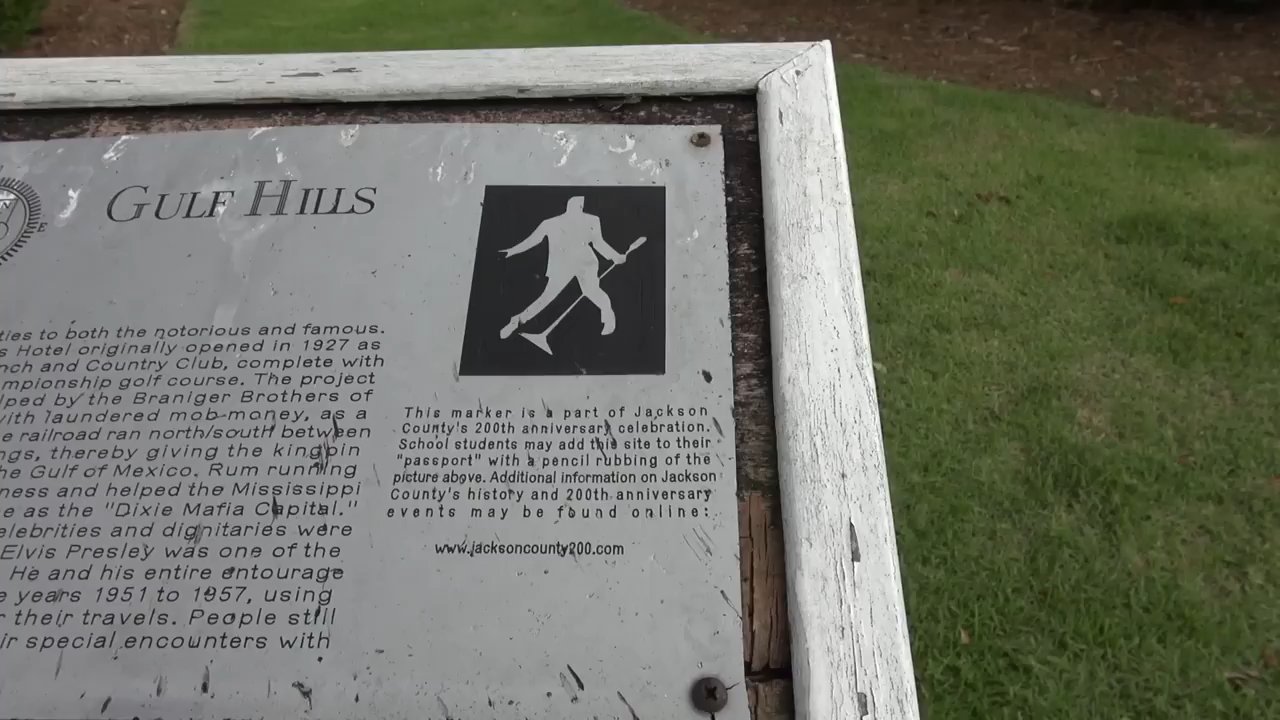 GULF HILLS
ties to both the notorious and famous.
s Hotel originally opened in 1927 as
nch and Country Club, complete with
mpionship golf course. The project
lped by the Braniger Brothers of
with laundered mob money, as a
e railroad ran north/south between
ngs, thereby giving the kingpin
he Gulf of Mexico. Rum running
ness and helped the Mississippi
e as the "Dixie Mafia Capital."
elebrities and dignitaries were
Elvis Presley was one of the
He and his entire entourage
e years 1951 to 1957, using
r their travels. People still
ir special encounters with
This marker is a part of Jackson
County's 200th anniversary celebration.
School students may add this site to their
"passport" with a pencil rubbing of the
picture above. Additional information on Jackson
County's history and 200th anniversary
events may be found online:
www.jacksoncounty200.com